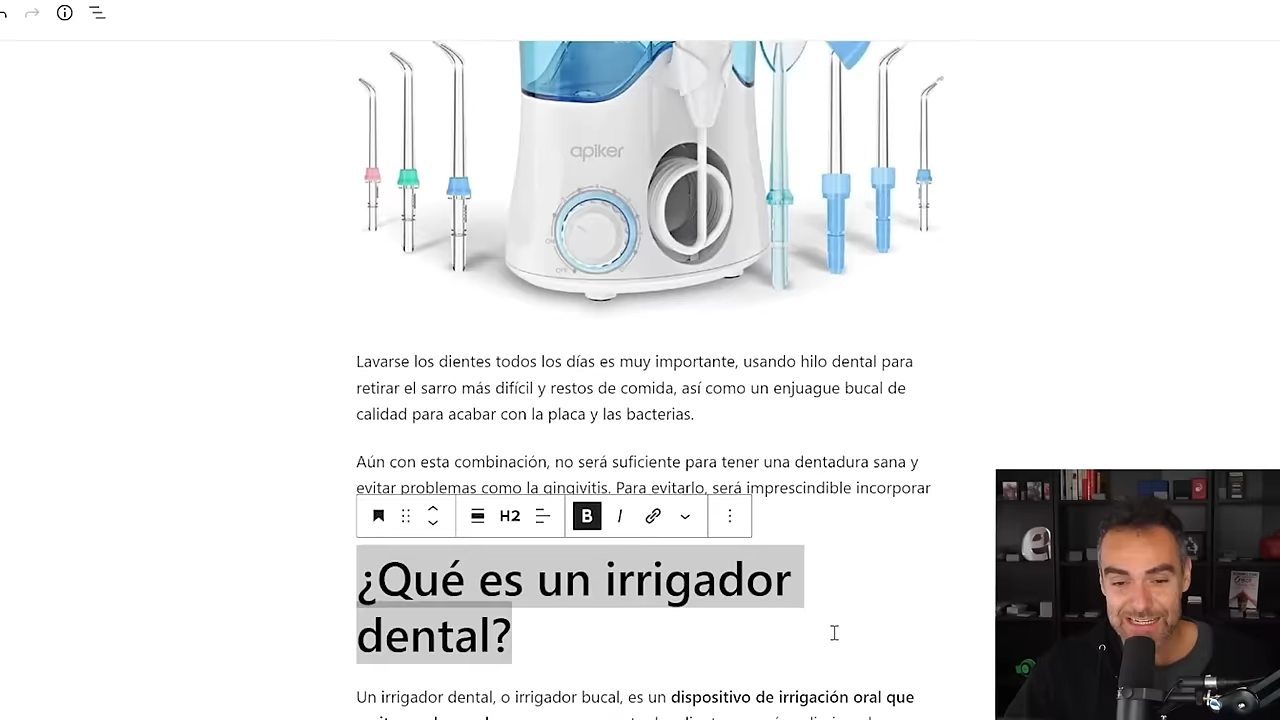 apiker
ON
OFF
Lavarse los dientes todos los días es muy importante, usando hilo dental para
retirar el sarro más difícil y restos de comida, así como un enjuague bucal de
calidad para acabar con la placa y las bacterias.
Aún con esta combinación, no será suficiente para tener una dentadura sana y
evitar problemas como la gingivitis. Para evitarlo, será imprescindible incorporar
H2 B I
¿Qué es un irrigador
dental?
Un irrigador dental, o irrigador bucal, es un dispositivo de irrigación oral que